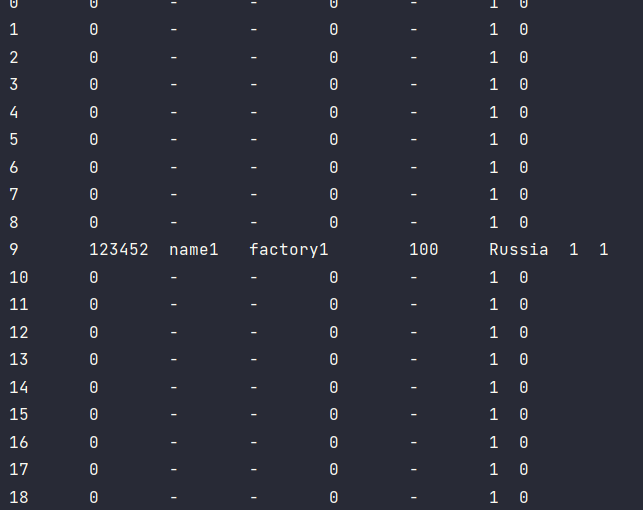 0 0 - - 0 - 1 0
1 0 - - 0 - 1 0
2 0 - - 0 - 1 0
3 0 - - 0 - 1 0
4 0 - - 0 - 1 0
5 0 - - 0 - 1 0
6 0 - - 0 - 1 0
7 0 - - 0 - 1 0
8 0 - - 0 - 1 0
9 123452 name1 factory1 100 Russia 1 1
10 0 - - 0 - 1 0
11 0 - - 0 - 1 0
12 0 - - 0 - 1 0
13 0 - - 0 - 1 0
14 0 - - 0 - 1 0
15 0 - - 0 - 1 0
16 0 - - 0 - 1 0
17 0 - - 0 - 1 0
18 0 - - 0 - 1 0